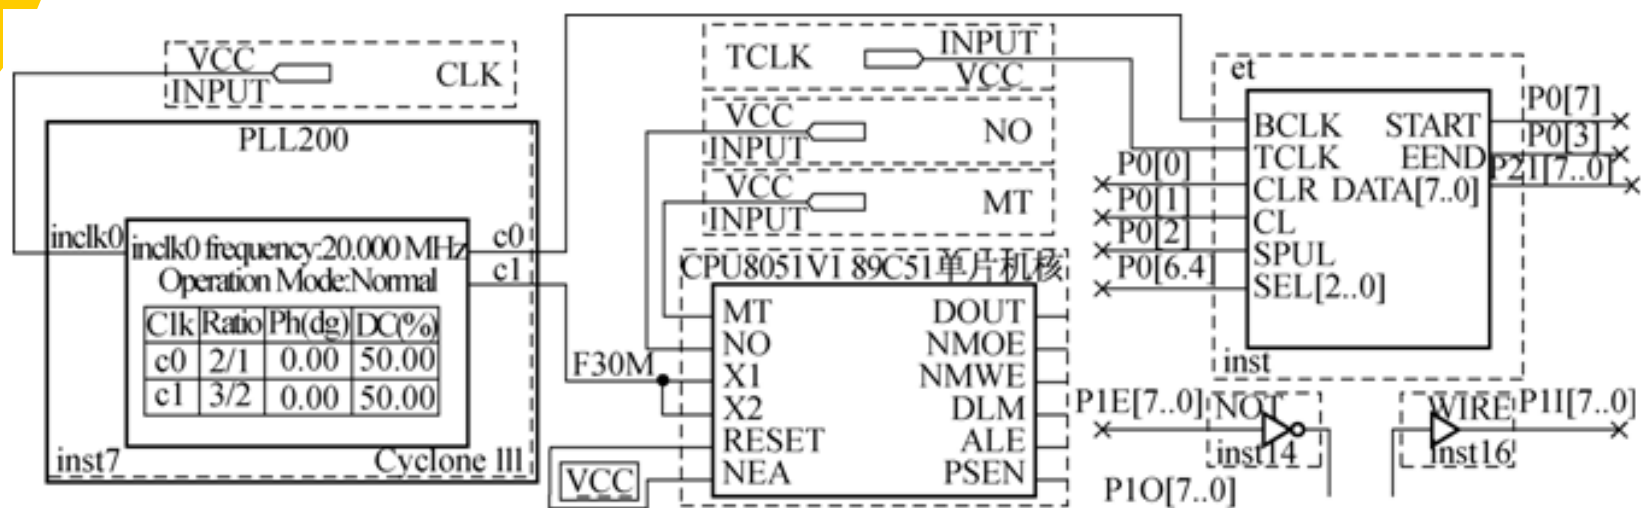 VCC
INPUT
CLK
PLL200
inclk0
inclk0 frequency:20.000 MHz
Operation Mode:Normal
Clk Ratio Ph(dg) DC(%)
c0 2/1 0.00 50.00
c1 3/2 0.00 50.00
c0
c1
inst7
Cyclone III
F30M
VCC
TCLK
INPUT
VCC
VCC
INPUT
NO
VCC
INPUT
MT
CPU8051V1 89C51单片机核
MT DOUT
NO NMOE
X1 NMWE
X2 DLM
RESET ALE
NEA PSEN
et
BCLK START
TCLK EEND
CLR DATA[7..0]
CL
SPUL
SEL[2..0]
inst
P0[0]
P0[1]
P0[2]
P0[6.4]
P0[7]
P0[3]
P2I[7..0]
P1E[7..0]
NOT
inst14
P1O[7..0]
WIRE
inst16
P1I[7..0]